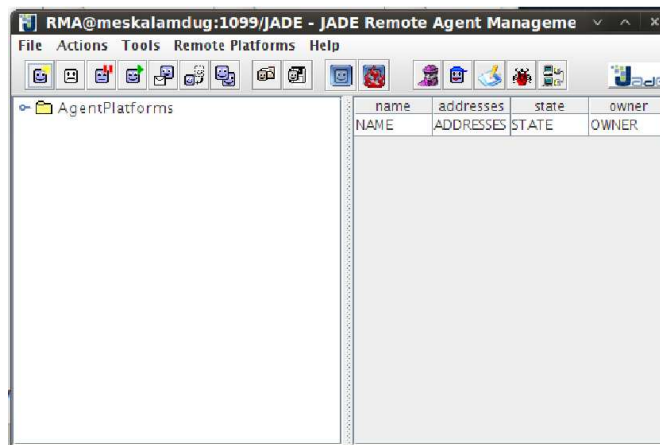 RMA@meskalamdug:1099/JADE - JADE Remote Agent Manageme
File Actions Tools Remote Platforms Help
Jade
AgentPlatforms
name addresses state owner
NAME ADDRESSES STATE OWNER